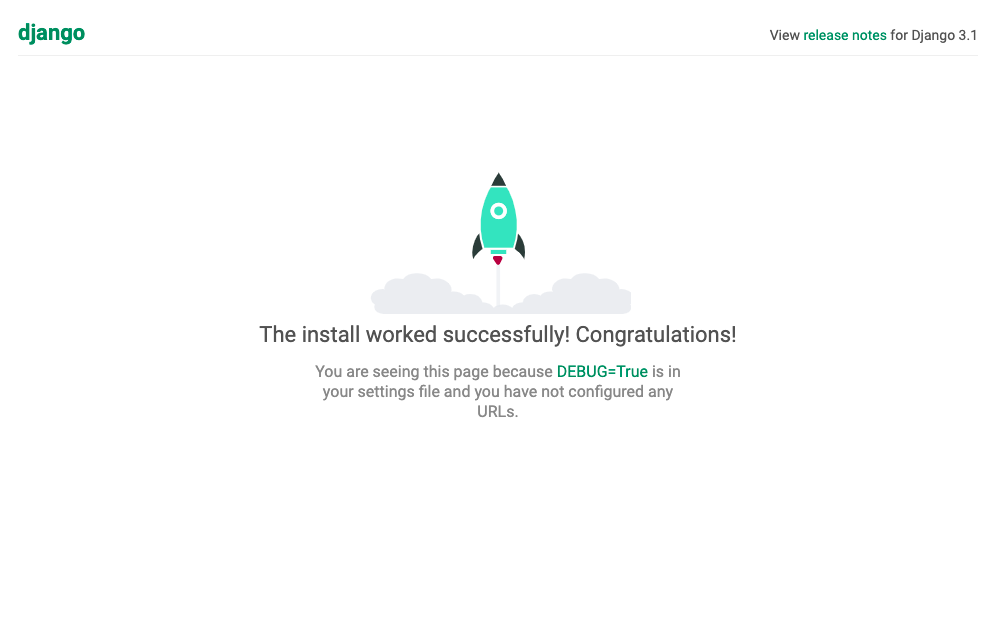 django
View release notes for Django 3.1
The install worked successfully! Congratulations!
You are seeing this page because DEBUG=True is in
your settings file and you have not configured any
URLs.